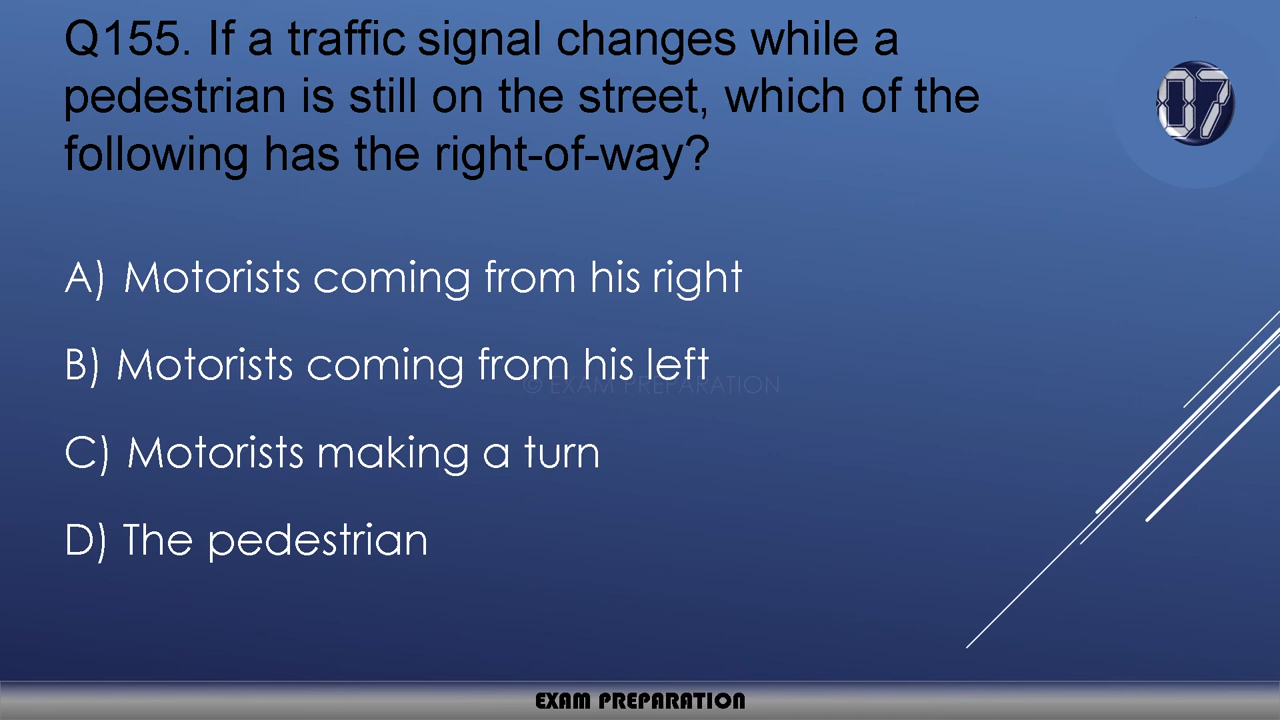 Q155. If a traffic signal changes while a
pedestrian is still on the street, which of the
following has the right-of-way?
07
A) Motorists coming from his right
B) Motorists coming from his left
© EXAM PREPARATION
C) Motorists making a turn
D) The pedestrian
EXAM PREPARATION